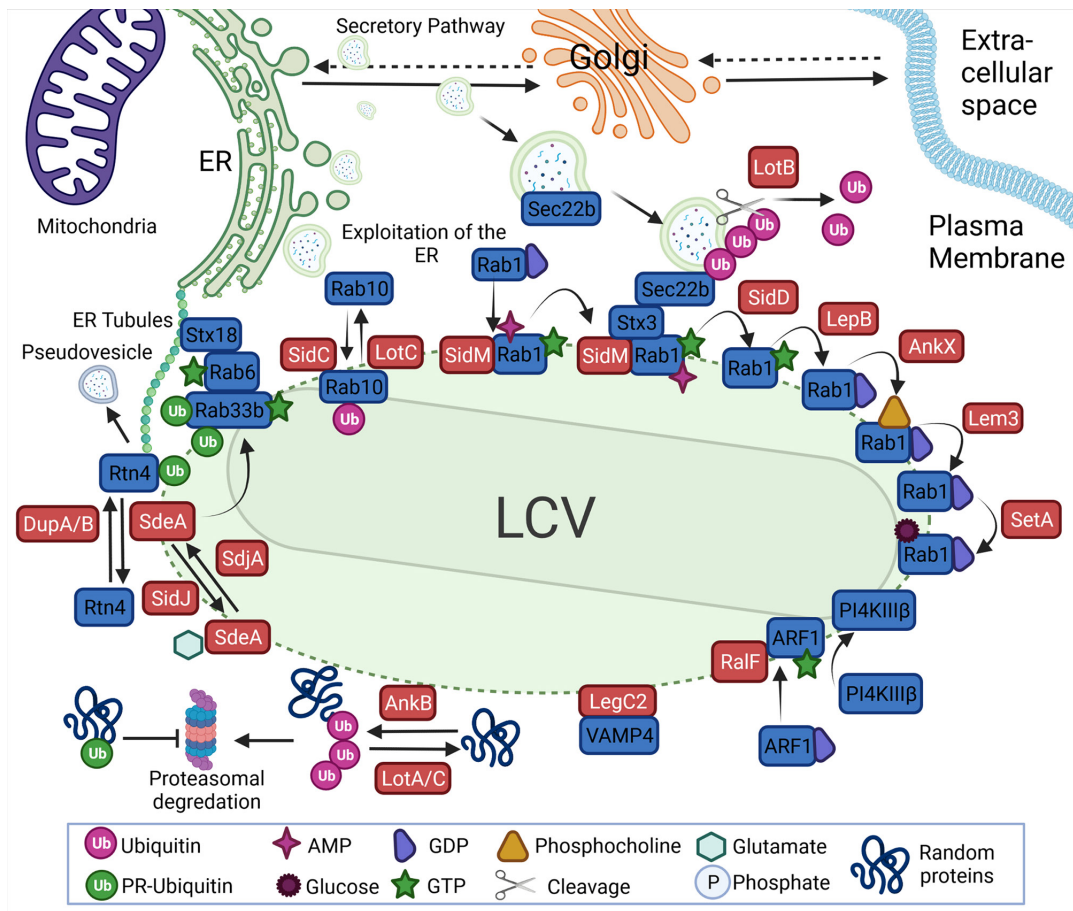 Secretory Pathway
Golgi
Extra-
cellular
space
ER
Mitochondria
LotB
Ub
Ub
Ub
Ub
Ub
Sec22b
Plasma
Membrane
Exploitation of the
ER
Rab1
Rab10
Sec22b
SidD
LepB
AnkX
ER Tubules
Stx18
Stx3
Pseudovesicle
SidC
LotC
SidM
Rab1
SidM
Rab1
Rab1
Rab6
Rab10
Rab1
Ub
Rab33b
Ub
Ub
Lem3
Rab1
Rtn4
Ub
Rab1
DupA/B
SdeA
LCV
SetA
SdjA
Rab1
SidJ
Rtn4
PI4KIIIβ
SdeA
ARF1
RalF
PI4KIIIβ
AnkB
LegC2
Ub
VAMP4
ARF1
Ub
Ub
Ub
LotA/C
Proteasomal
degredation
Ub Ubiquitin
AMP
GDP
Phosphocholine
Glutamate
Random
proteins
Ub PR-Ubiquitin
Glucose
GTP
Cleavage
P Phosphate